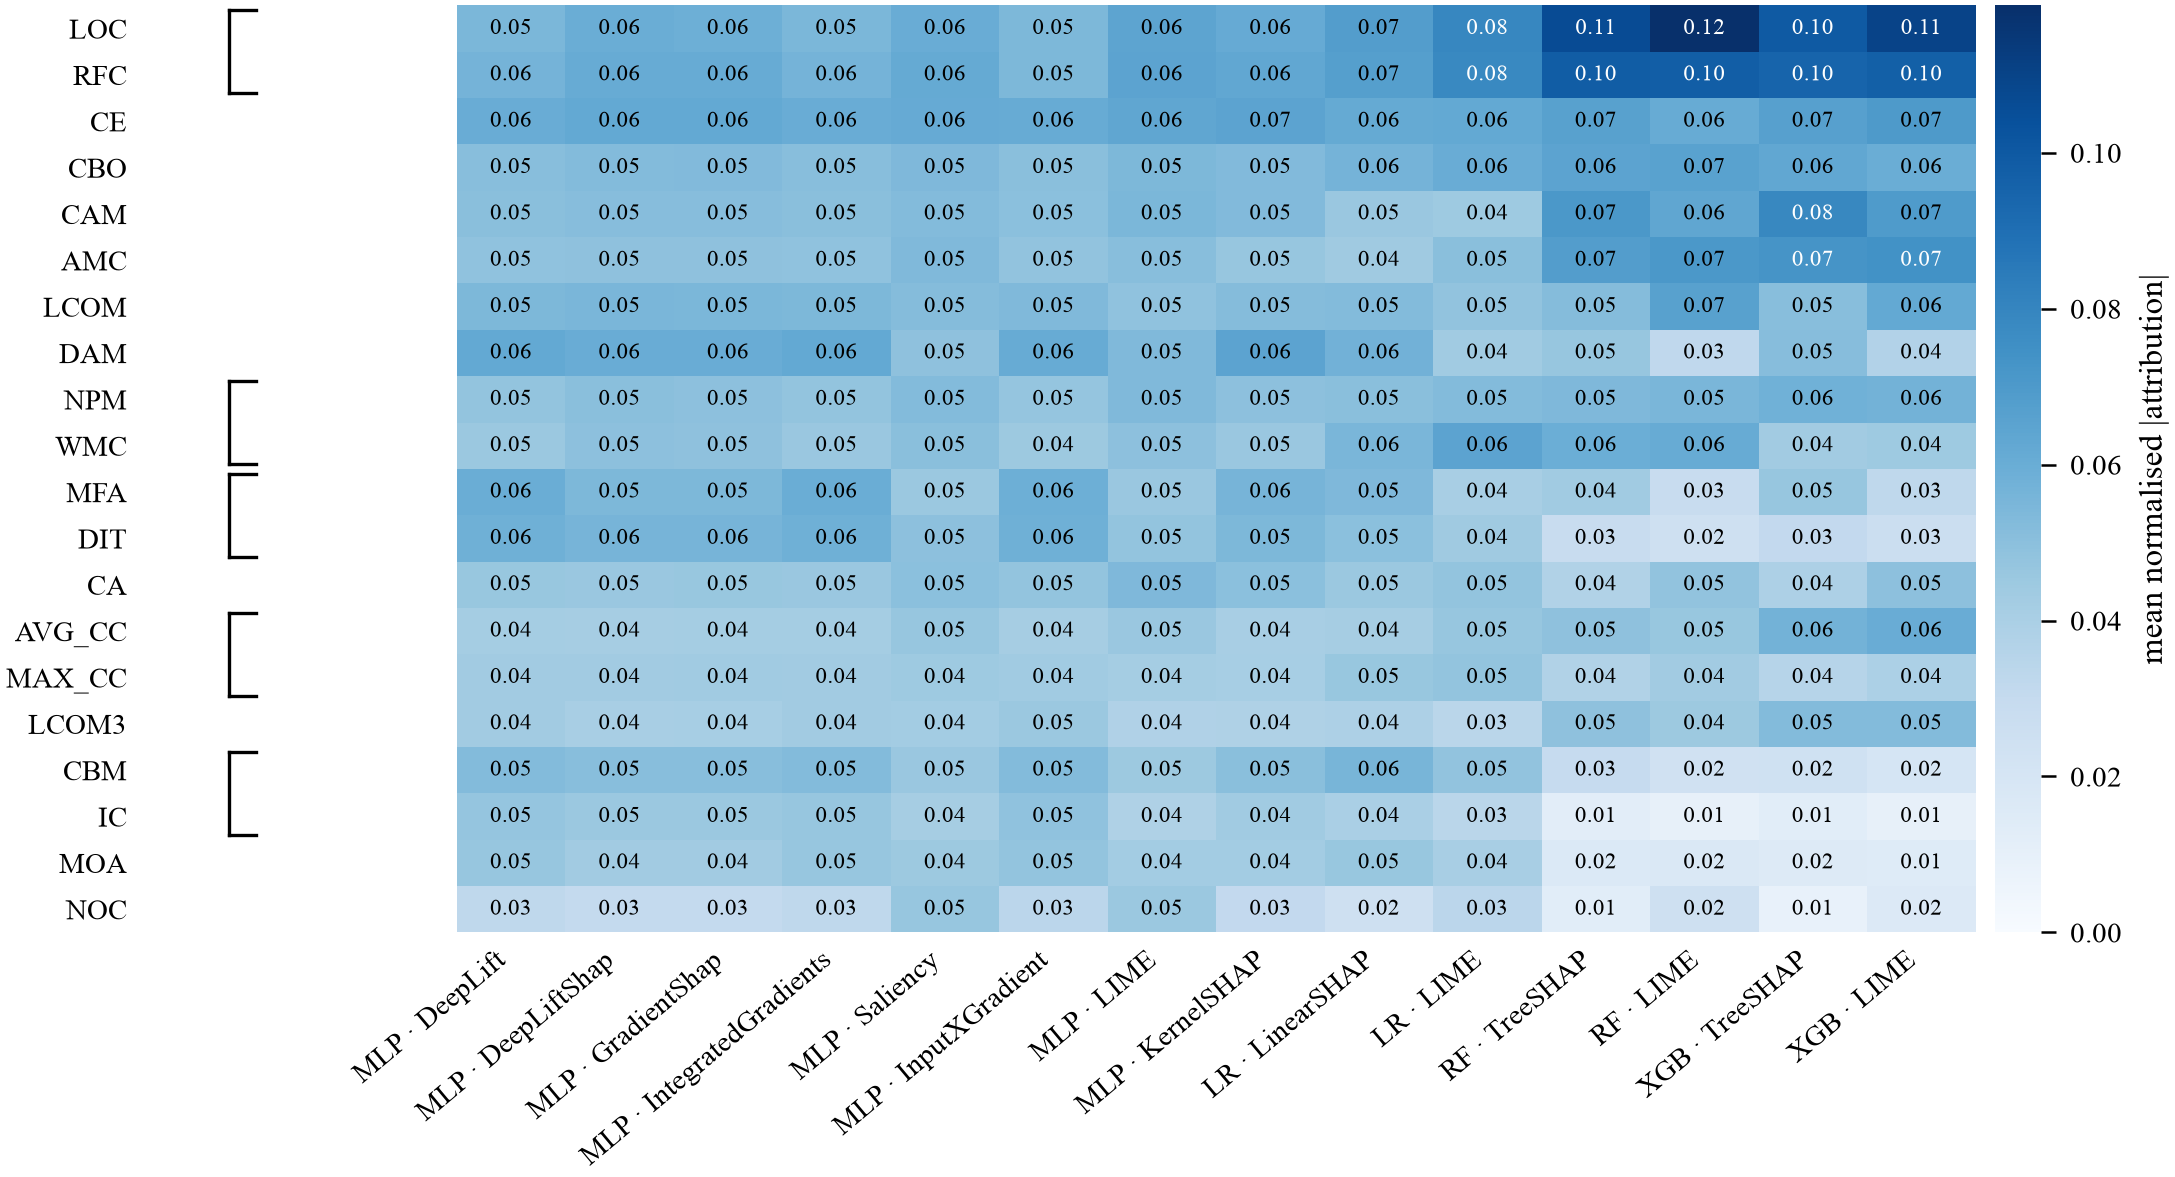 LOC 0.05 0.06 0.06 0.05 0.06 0.05 0.06 0.06 0.07 0.08 0.11 0.12 0.10 0.11
RFC 0.06 0.06 0.06 0.06 0.06 0.05 0.06 0.06 0.07 0.08 0.10 0.10 0.10 0.10
CE 0.06 0.06 0.06 0.06 0.06 0.06 0.06 0.07 0.06 0.06 0.07 0.06 0.07 0.07
CBO 0.05 0.05 0.05 0.05 0.05 0.05 0.05 0.05 0.06 0.06 0.06 0.07 0.06 0.06
CAM 0.05 0.05 0.05 0.05 0.05 0.05 0.05 0.05 0.05 0.04 0.07 0.06 0.08 0.07
AMC 0.05 0.05 0.05 0.05 0.05 0.05 0.05 0.05 0.04 0.05 0.07 0.07 0.07 0.07
LCOM 0.05 0.05 0.05 0.05 0.05 0.05 0.05 0.05 0.05 0.05 0.05 0.07 0.05 0.06
DAM 0.06 0.06 0.06 0.06 0.05 0.06 0.05 0.06 0.06 0.04 0.05 0.03 0.05 0.04
NPM 0.05 0.05 0.05 0.05 0.05 0.05 0.05 0.05 0.05 0.05 0.05 0.05 0.06 0.06
WMC 0.05 0.05 0.05 0.05 0.05 0.04 0.05 0.05 0.06 0.06 0.06 0.06 0.04 0.04
MFA 0.06 0.05 0.05 0.06 0.05 0.06 0.05 0.06 0.05 0.04 0.04 0.03 0.05 0.03
DIT 0.06 0.06 0.06 0.06 0.05 0.06 0.05 0.05 0.05 0.04 0.03 0.02 0.03 0.03
CA 0.05 0.05 0.05 0.05 0.05 0.05 0.05 0.05 0.05 0.05 0.04 0.05 0.04 0.05
AVG_CC 0.04 0.04 0.04 0.04 0.05 0.04 0.05 0.04 0.04 0.05 0.05 0.05 0.06 0.06
MAX_CC 0.04 0.04 0.04 0.04 0.04 0.04 0.04 0.04 0.05 0.05 0.04 0.04 0.04 0.04
LCOM3 0.04 0.04 0.04 0.04 0.04 0.05 0.04 0.04 0.04 0.03 0.05 0.04 0.05 0.05
CBM 0.05 0.05 0.05 0.05 0.05 0.05 0.05 0.05 0.06 0.05 0.03 0.02 0.02 0.02
IC 0.05 0.05 0.05 0.05 0.04 0.05 0.04 0.04 0.04 0.03 0.01 0.01 0.01 0.01
MOA 0.05 0.04 0.04 0.05 0.04 0.05 0.04 0.04 0.05 0.04 0.02 0.02 0.02 0.01
NOC 0.03 0.03 0.03 0.03 0.05 0.03 0.05 0.03 0.02 0.03 0.01 0.02 0.01 0.02
MLP · DeepLift
MLP · DeepLiftShap
MLP · GradientShap
MLP · IntegratedGradients
MLP · Saliency
MLP · InputXGradient
MLP · LIME
MLP · KernelSHAP
LR · LinearSHAP
LR · LIME
RF · TreeSHAP
RF · LIME
XGB · TreeSHAP
XGB · LIME
0.10
0.08
0.06
0.04
0.02
0.00
mean normalised |attribution|